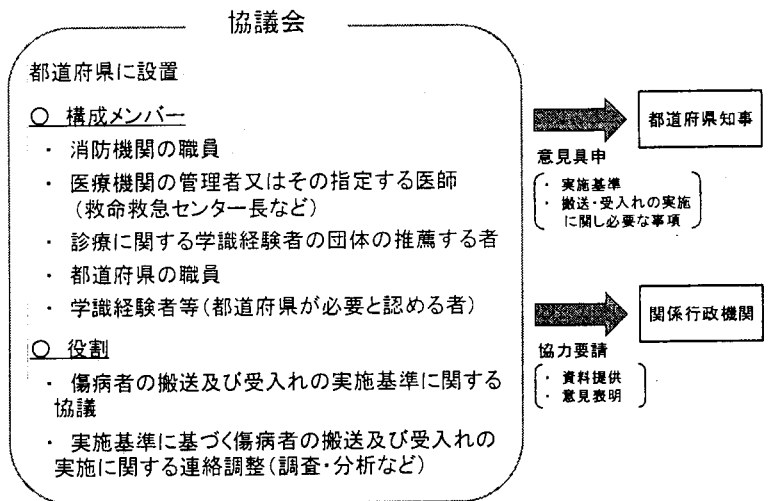 協議会
都道府県に設置
○ 構成メンバー
・ 消防機関の職員
・ 医療機関の管理者又はその指定する医師
（救命救急センター長など）
・ 診療に関する学識経験者の団体の推薦する者
・ 都道府県の職員
・ 学識経験者等（都道府県が必要と認める者）
○ 役割
・ 傷病者の搬送及び受入れの実施基準に関する
協議
・ 実施基準に基づく傷病者の搬送及び受入れの
実施に関する連絡調整（調査・分析など）
都道府県知事
意見具申
・ 実施基準
・ 搬送・受入れの実施
に関し必要な事項
関係行政機関
協力要請
・ 資料提供
・ 意見表明